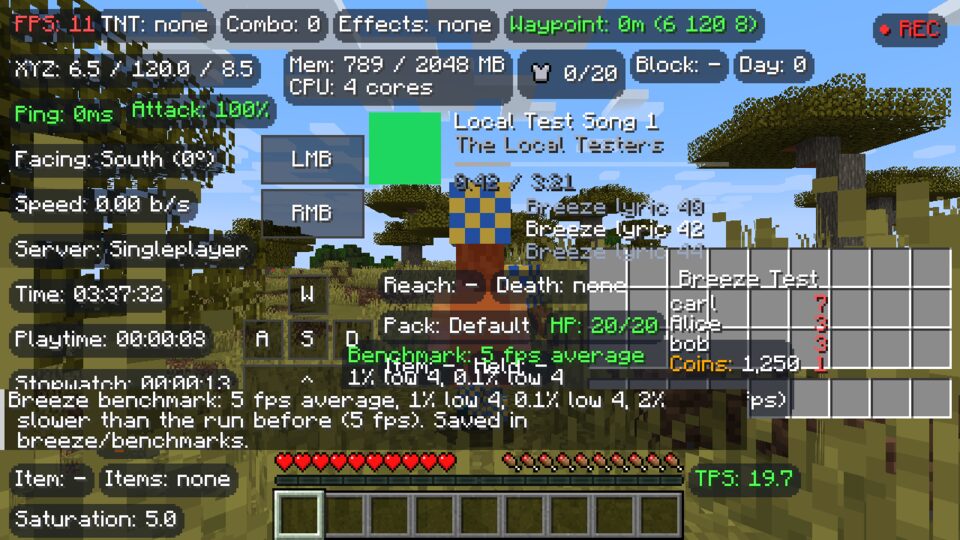 FPS: 11 TNT: none Combo: 0 Effects: none Waypoint: 0m (6 120 8) REC
XYZ: 6.5 / 120.0 / 8.5 Mem: 789 / 2048 MB 0/20 Block: - Day: 0
CPU: 4 cores
Ping: 0ms Attack: 100%
Local Test Song 1
The Local Testers
Facing: South (0°) LMB
0:42 / 3:21
Speed: 0.00 b/s RMB
Breeze lyric 40
Breeze lyric 42
Breeze lyric 44
Server: Singleplayer
Reach: - Death: none
Breeze Test
Time: 03:37:32 W
carl 7
Alice 3
bob 3
Coins: 1,250 1
Pack: Default HP: 20/20
Playtime: 00:00:08 A S D
Benchmark: 5 fps average
1% low 4, 0.1% low 4
Stopwatch: 00:00:13
Breeze benchmark: 5 fps average, 1% low 4, 0.1% low 4, 2% fps)
slower than the run before (5 fps). Saved in
breeze/benchmarks.
Item: - Items: none TPS: 19.7
Saturation: 5.0